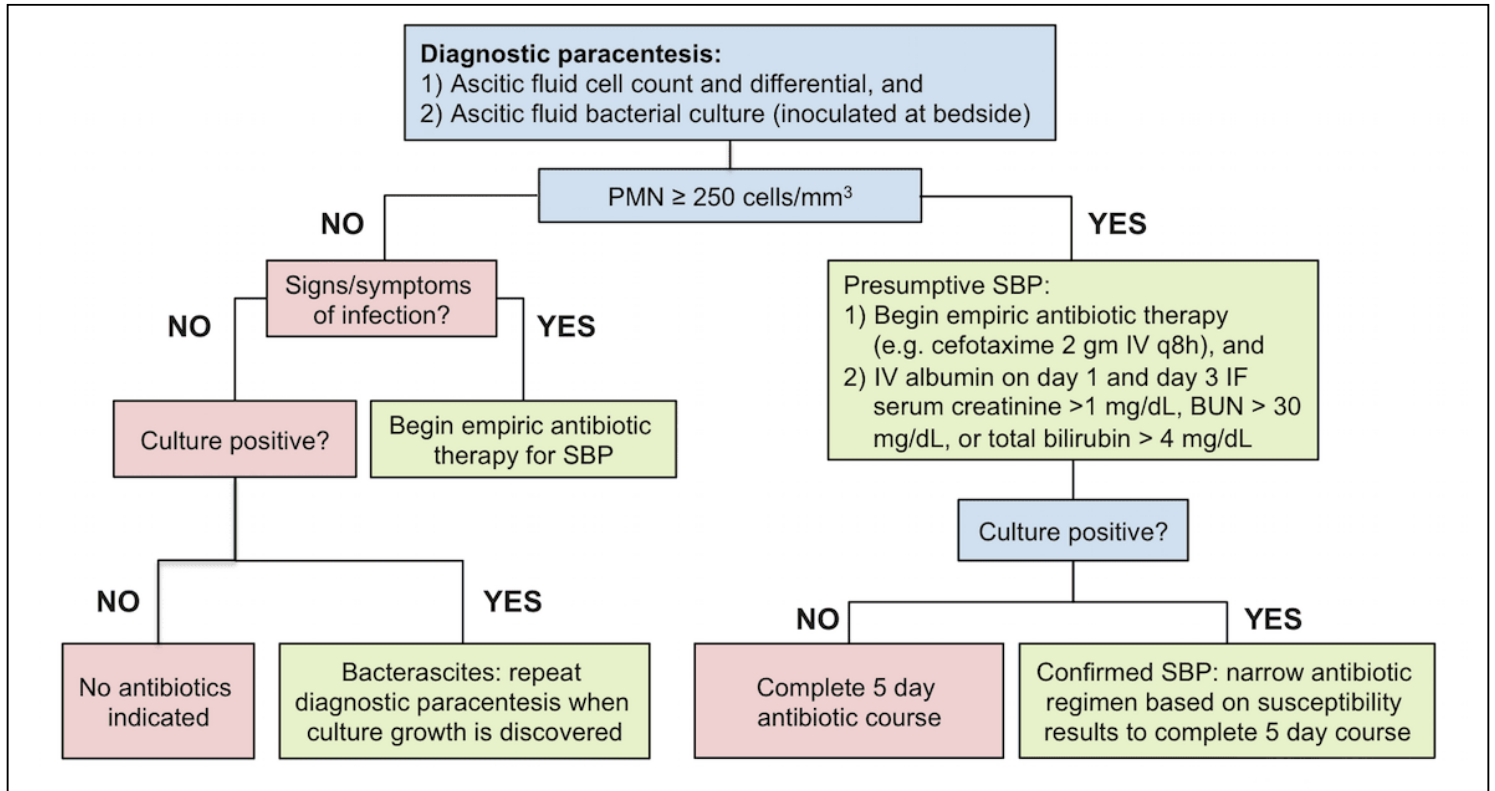 Diagnostic paracentesis:
1) Ascitic fluid cell count and differential, and
2) Ascitic fluid bacterial culture (inoculated at bedside)
PMN ≥ 250 cells/mm³
NO
YES
Signs/symptoms
of infection?
NO
YES
Presumptive SBP:
1) Begin empiric antibiotic therapy
(e.g. cefotaxime 2 gm IV q8h), and
2) IV albumin on day 1 and day 3 IF
serum creatinine >1 mg/dL, BUN > 30
mg/dL, or total bilirubin > 4 mg/dL
Culture positive?
Begin empiric antibiotic
therapy for SBP
Culture positive?
NO
YES
NO
YES
No antibiotics
indicated
Bacterascites: repeat
diagnostic paracentesis when
culture growth is discovered
Complete 5 day
antibiotic course
Confirmed SBP: narrow antibiotic
regimen based on susceptibility
results to complete 5 day course